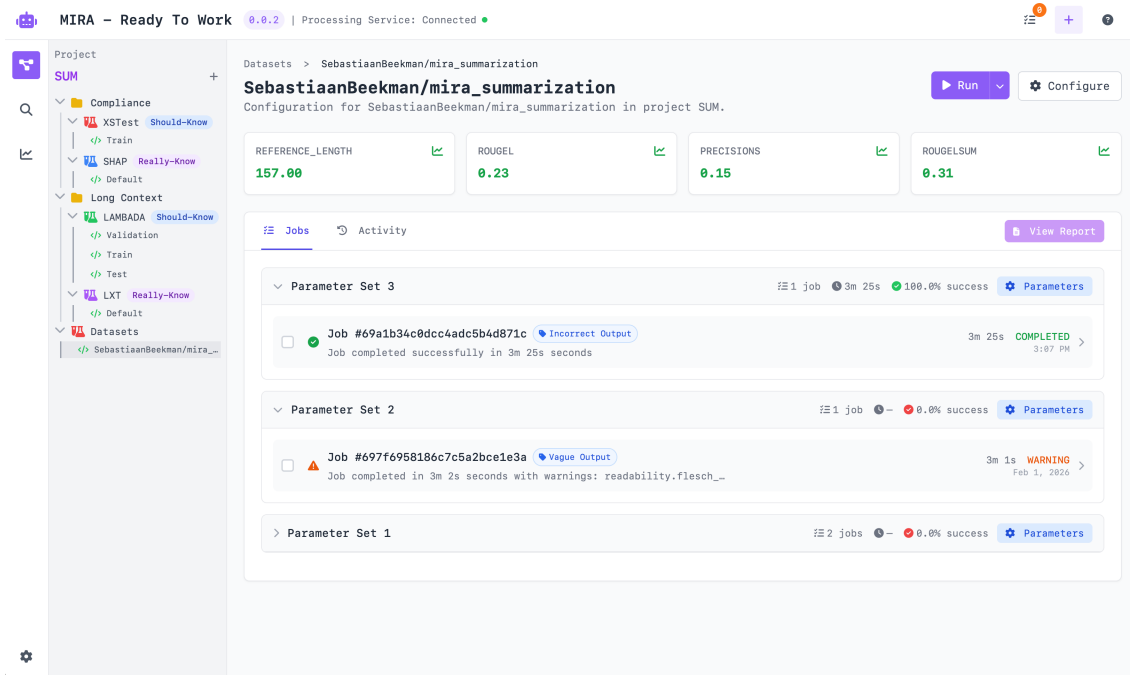 MIRA – Ready To Work 0.0.2 | Processing Service: Connected
0
Project
SUM
Compliance
XSTest Should-Know
Train
SHAP Really-Know
Default
Long Context
LAMBADA Should-Know
Validation
Train
Test
LXT Really-Know
Default
Datasets
SebastiaanBeekman/mira_…
Datasets > SebastiaanBeekman/mira_summarization
SebastiaanBeekman/mira_summarization
Configuration for SebastiaanBeekman/mira_summarization in project SUM.
Run
Configure
REFERENCE_LENGTH
157.00
ROUGEL
0.23
PRECISIONS
0.15
ROUGELSUM
0.31
Jobs Activity View Report
Parameter Set 3 1 job 3m 25s 100.0% success Parameters
Job #69a1b34c0dcc4adc5b4d871c Incorrect Output 3m 25s COMPLETED
Job completed successfully in 3m 25s seconds 3:07 PM
Parameter Set 2 1 job – 0.0% success Parameters
Job #697f6958186c7c5a2bce1e3a Vague Output 3m 1s WARNING
Job completed in 3m 2s seconds with warnings: readability.flesch_… Feb 1, 2026
Parameter Set 1 2 jobs – 0.0% success Parameters